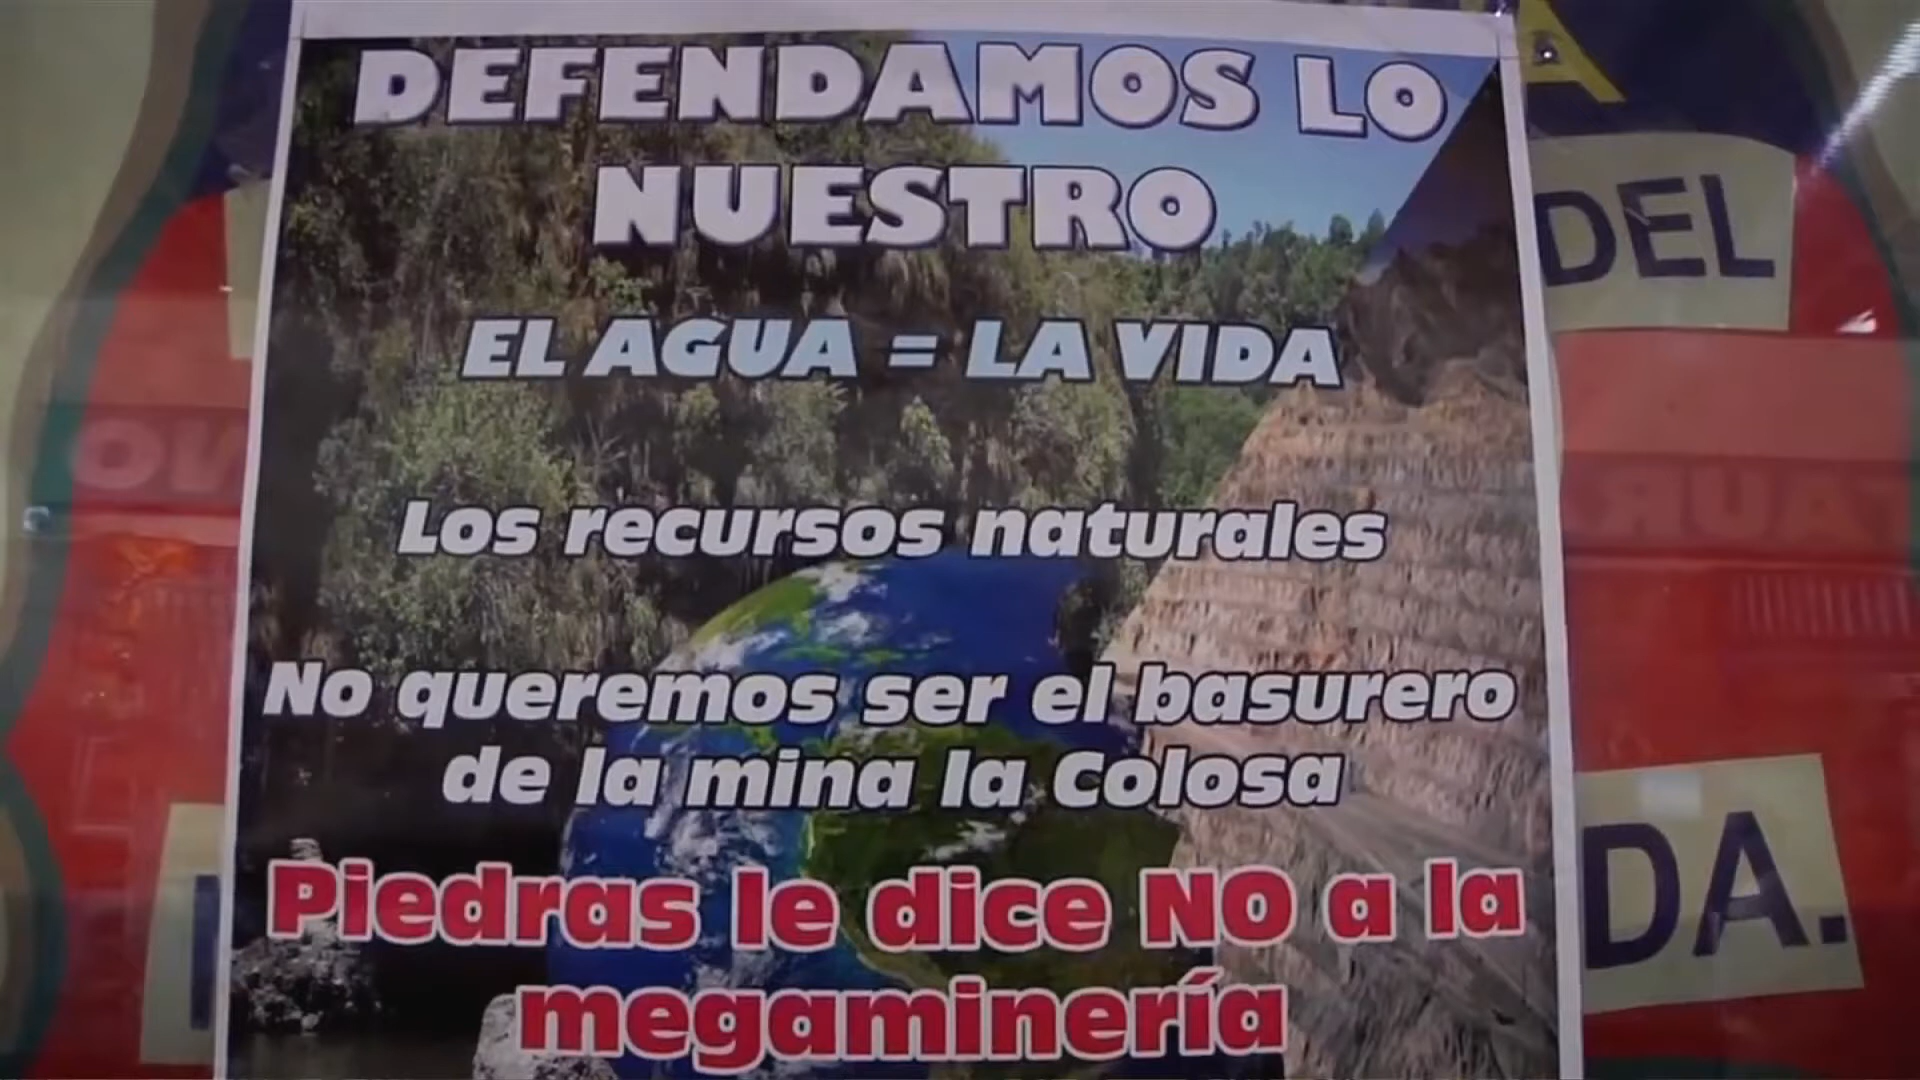 DEFENDAMOS LO
NUESTRO
EL AGUA = LA VIDA
Los recursos naturales
No queremos ser el basurero
de la mina la Colosa
Piedras le dice NO a la
megaminería
A
DEL
DA.